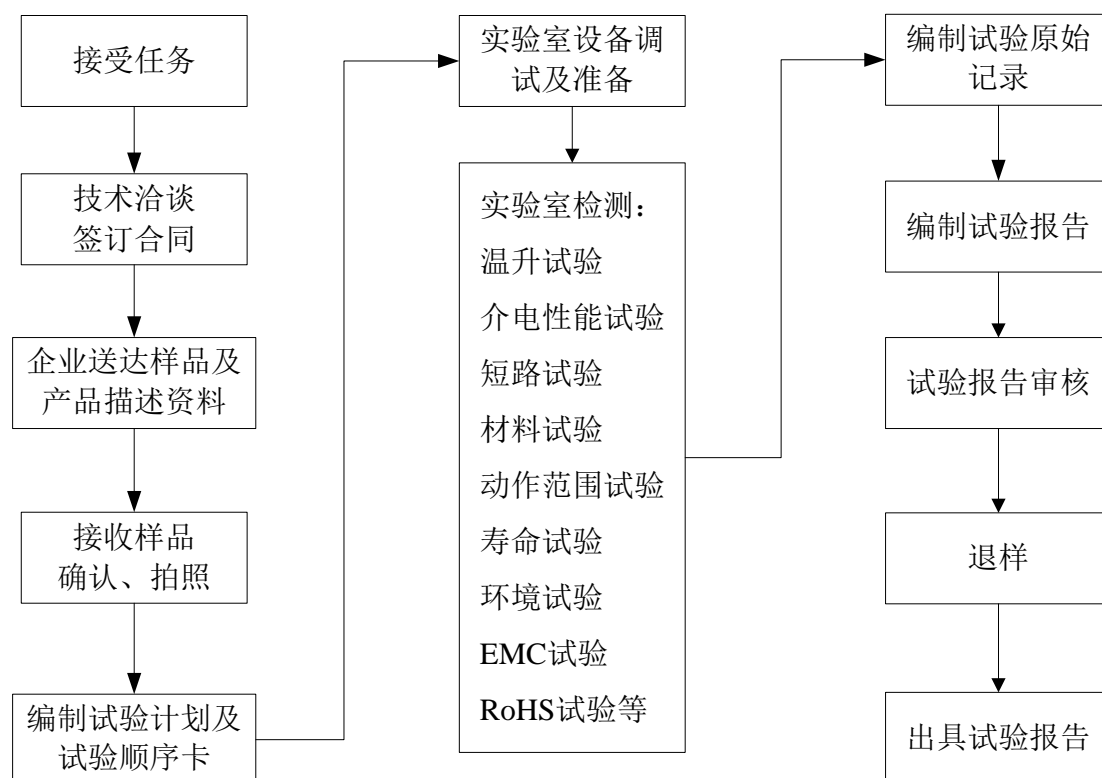 接受任务
技术洽谈
签订合同
企业送达样品及
产品描述资料
接收样品
确认、拍照
编制试验计划及
试验顺序卡
实验室设备调
试及准备
实验室检测：
温升试验
介电性能试验
短路试验
材料试验
动作范围试验
寿命试验
环境试验
EMC试验
RoHS试验等
编制试验原始
记录
编制试验报告
试验报告审核
退样
出具试验报告